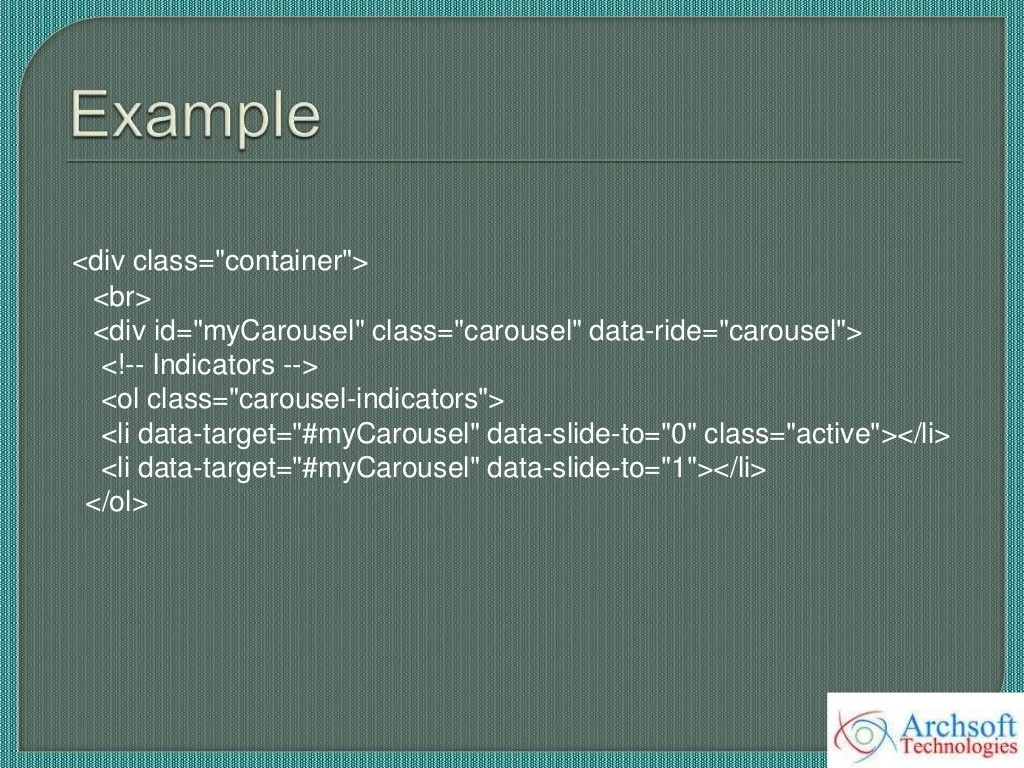 Example
<div class="container">
<br>
<div id="myCarousel" class="carousel" data-ride="carousel">
<!-- Indicators -->
<ol class="carousel-indicators">
<li data-target="#myCarousel" data-slide-to="0" class="active"></li>
<li data-target="#myCarousel" data-slide-to="1"></li>
</ol>
Archsoft
Technologies